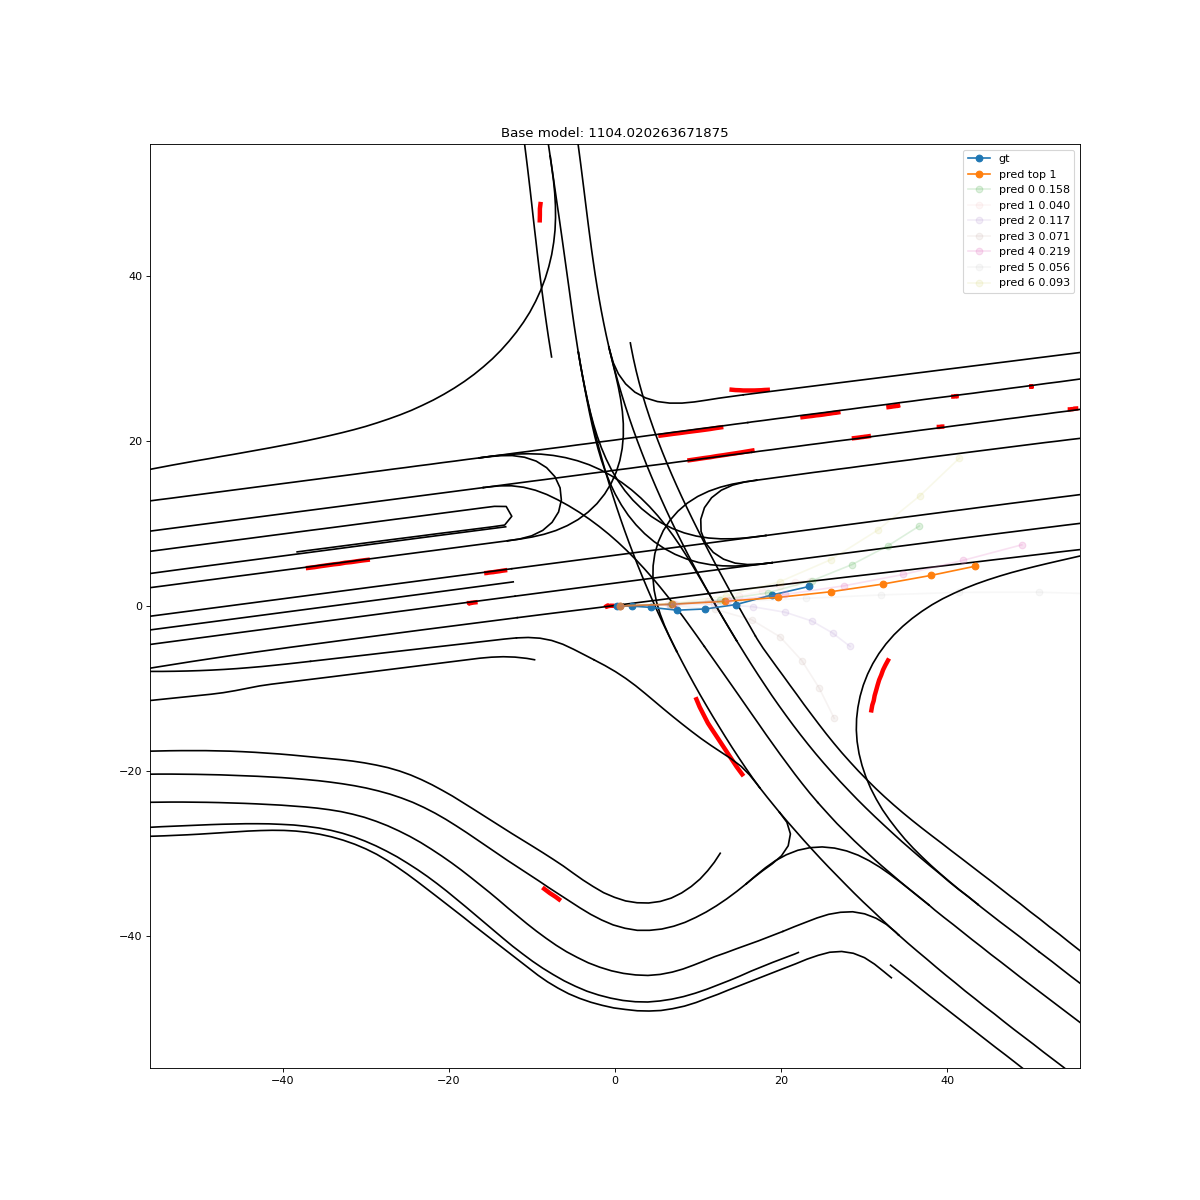 Base model: 1104.020263671875
gt
pred top 1
pred 0 0.158
pred 1 0.040
pred 2 0.117
pred 3 0.071
pred 4 0.219
pred 5 0.056
pred 6 0.093
40
20
0
−20
−40
−40 −20 0 20 40